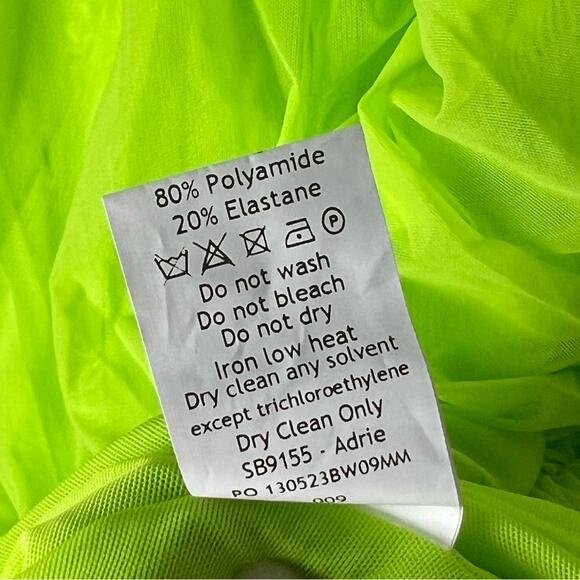 80% Polyamide
20% Elastane
P
Do not wash
Do not bleach
Do not dry
Iron low heat
Dry clean any solvent
except trichloroethylene
Dry Clean Only
SB9155 - Adrie
PO 130523BW09MM